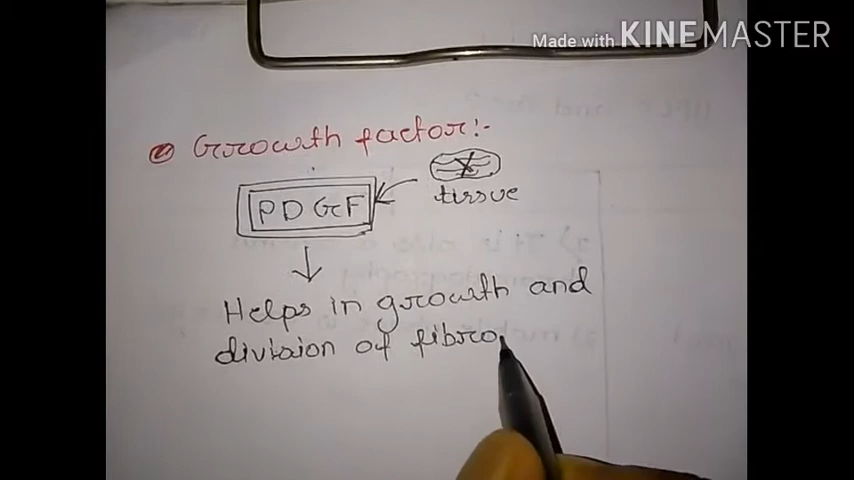 Made with KINEMASTER
Growth factor:-
PDGF
tissue
Helps in growth and
division of fibro